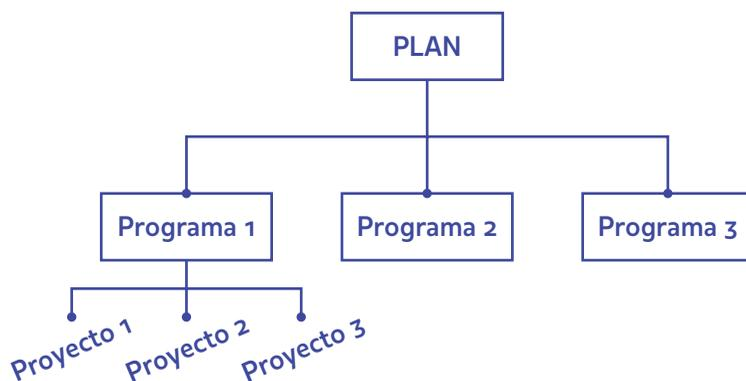 PLAN
Programa 1
Programa 2
Programa 3
Proyecto 1
Proyecto 2
Proyecto 3